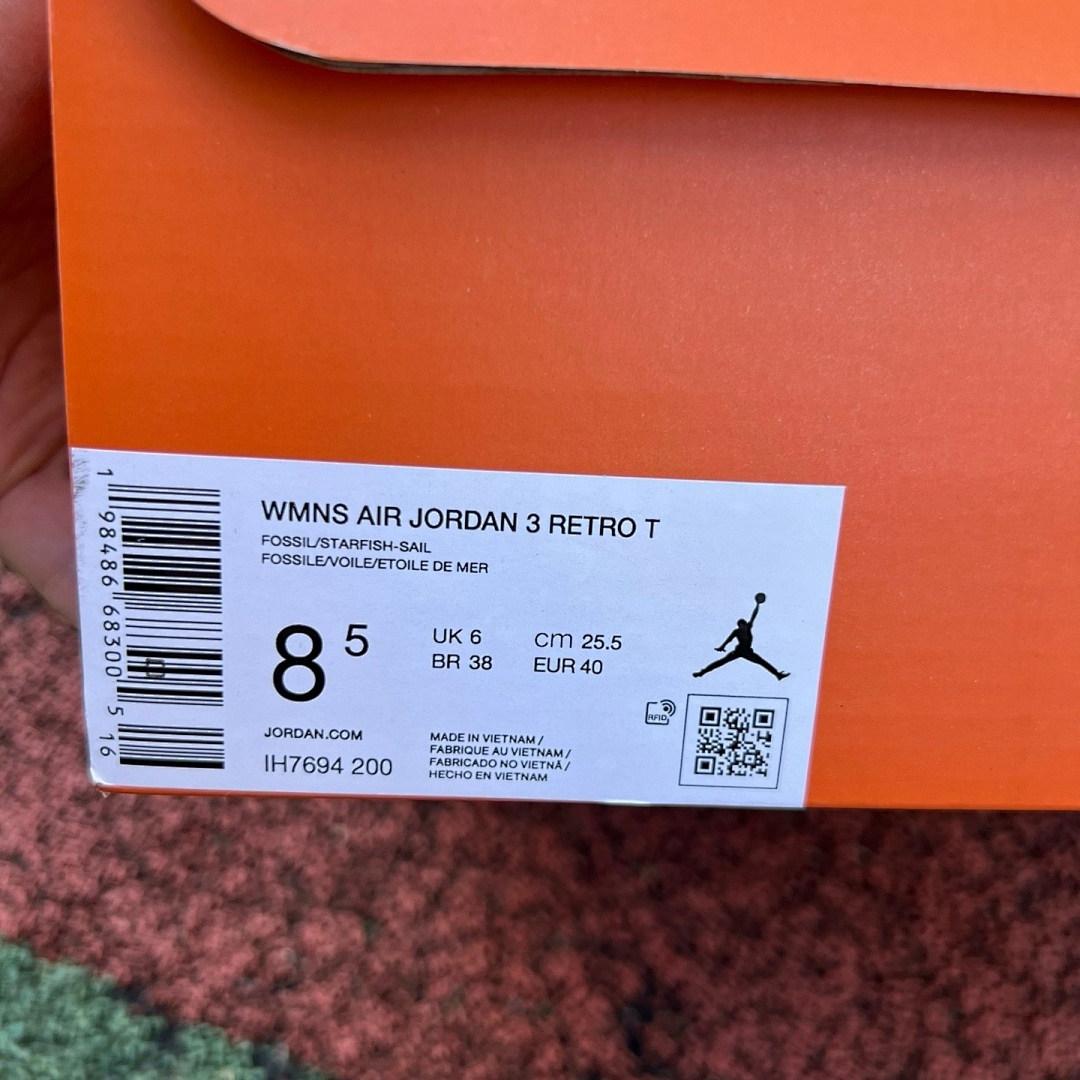 WMNS AIR JORDAN 3 RETRO T
FOSSIL/STARFISH-SAIL
FOSSILE/VOILE/ETOILE DE MER
8 5
UK 6
BR 38
cm 25.5
EUR 40
JORDAN.COM
IH7694 200
MADE IN VIETNAM /
FABRIQUE AU VIETNAM /
FABRICADO NO VIETNÃ /
HECHO EN VIETNAM
RFID
1 98486 68300 5 16